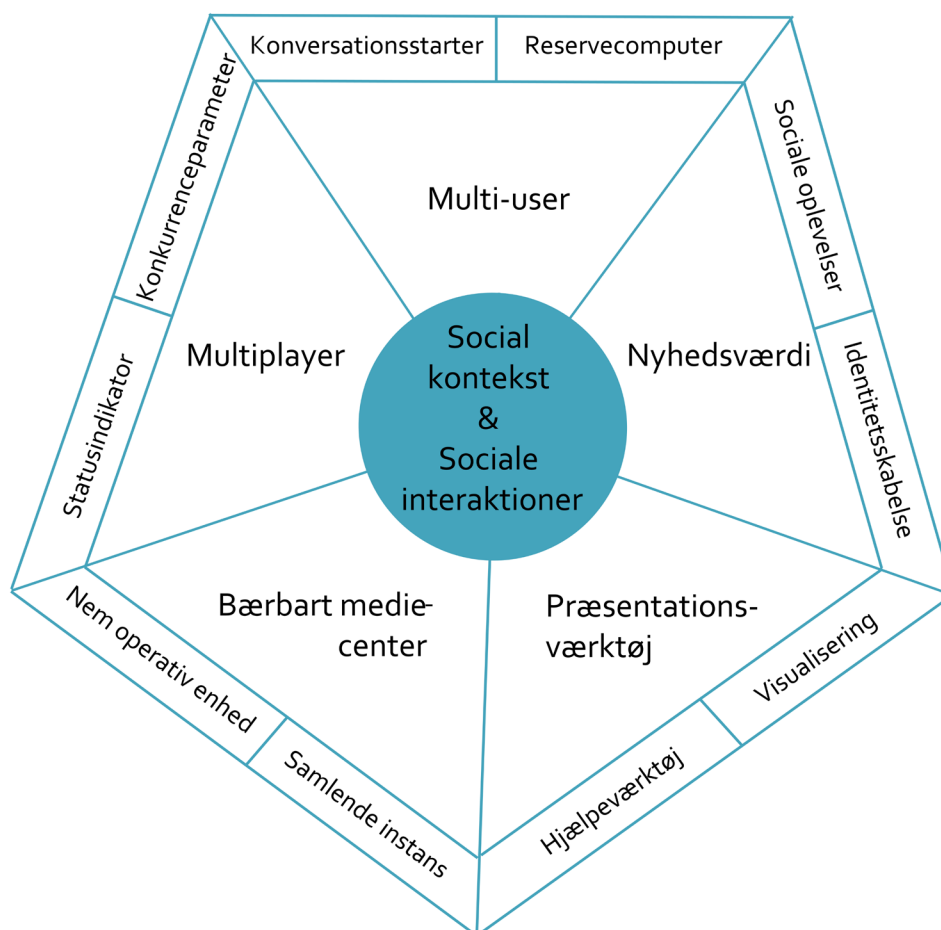 Konversationsstarter
Reservecomputer
Konkurrenceparameter
Sociale oplevelser
Multi-user
Social
kontekst
&
Sociale
interaktioner
Multiplayer
Nyhedsværdi
Statusindikator
Identitetsskabelse
Bærbart medie-
center
Præsentations-
værktøj
Nem operativ enhed
Visualisering
Samlende instans
Hjælpeværktøj